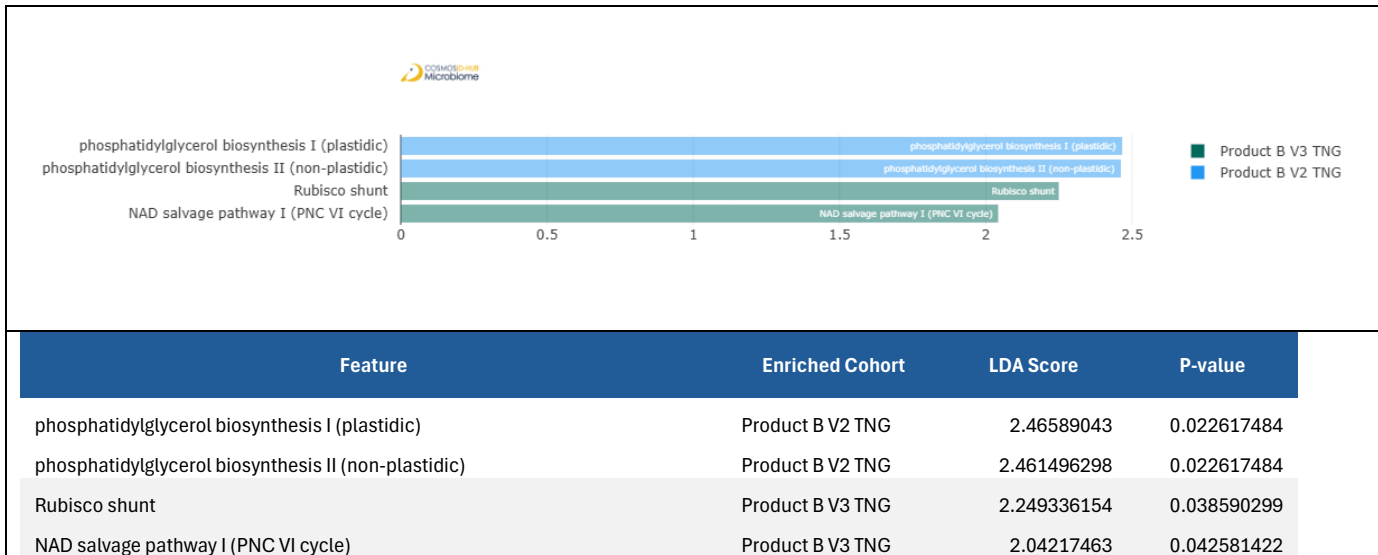 COSMOSID-HUB
Microbiome
phosphatidylglycerol biosynthesis I (plastidic) phosphatidylglycerol biosynthesis I (plastidic)
phosphatidylglycerol biosynthesis II (non-plastidic) phosphatidylglycerol biosynthesis II (non-plastidic)
Rubisco shunt Rubisco shunt
NAD salvage pathway I (PNC VI cycle) NAD salvage pathway I (PNC VI cycle)
Product B V3 TNG
Product B V2 TNG
0 0.5 1 1.5 2 2.5
Feature Enriched Cohort LDA Score P-value
phosphatidylglycerol biosynthesis I (plastidic) Product B V2 TNG 2.46589043 0.022617484
phosphatidylglycerol biosynthesis II (non-plastidic) Product B V2 TNG 2.461496298 0.022617484
Rubisco shunt Product B V3 TNG 2.249336154 0.038590299
NAD salvage pathway I (PNC VI cycle) Product B V3 TNG 2.04217463 0.042581422